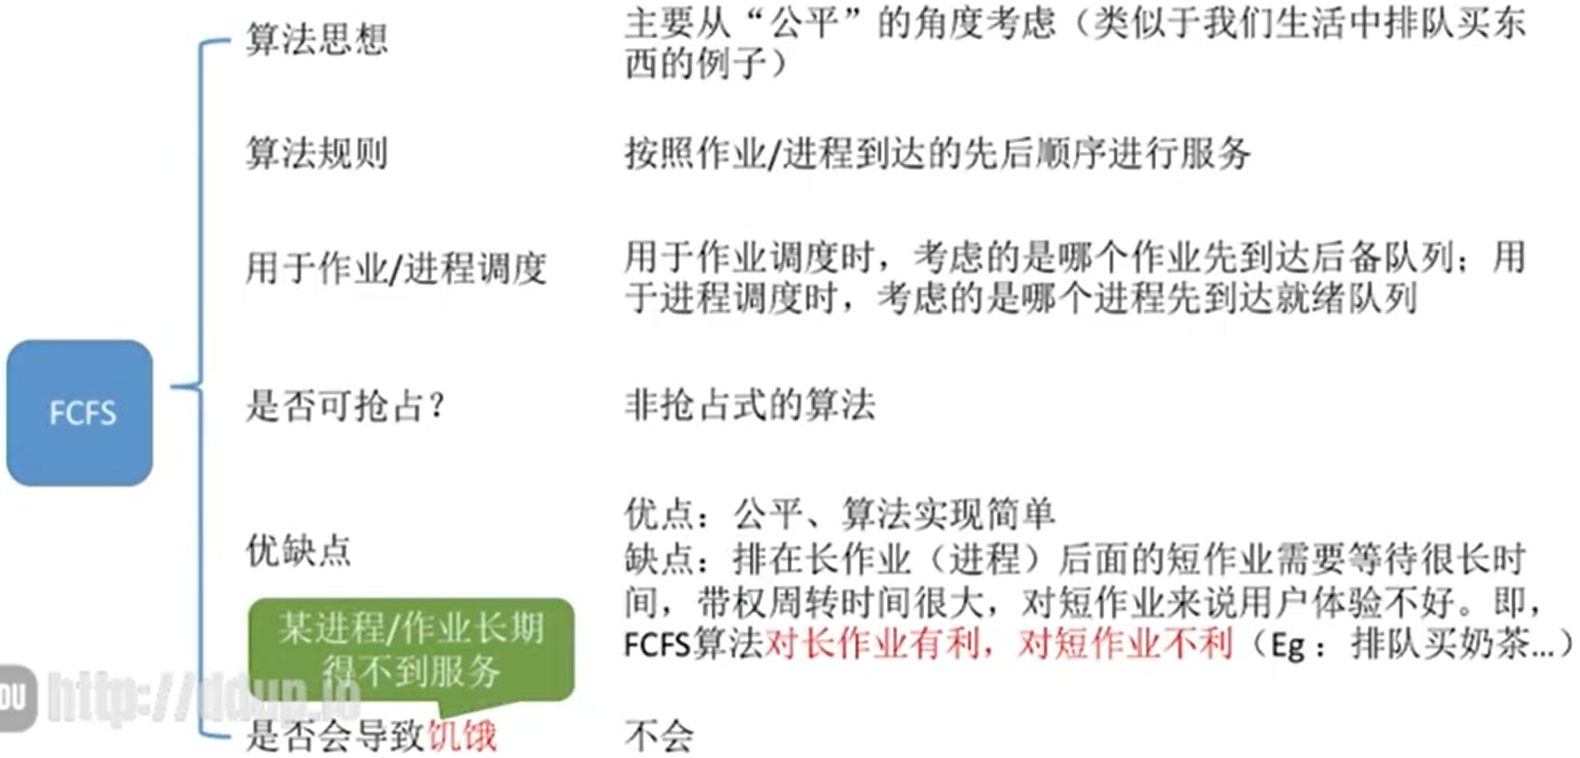 算法思想
主要从“公平”的角度考虑（类似于我们生活中排队买东
西的例子）
算法规则
按照作业/进程到达的先后顺序进行服务
用于作业/进程调度
用于作业调度时，考虑的是哪个作业先到达后备队列；用
于进程调度时，考虑的是哪个进程先到达就绪队列
FCFS
是否可抢占？
非抢占式的算法
优缺点
优点：公平、算法实现简单
缺点：排在长作业（进程）后面的短作业需要等待很长时
间，带权周转时间很大，对短作业来说用户体验不好。即，
FCFS算法对长作业有利，对短作业不利（Eg：排队买奶茶...）
某进程/作业长期
得不到服务
DU http://ddup.io
是否会导致饥饿
不会